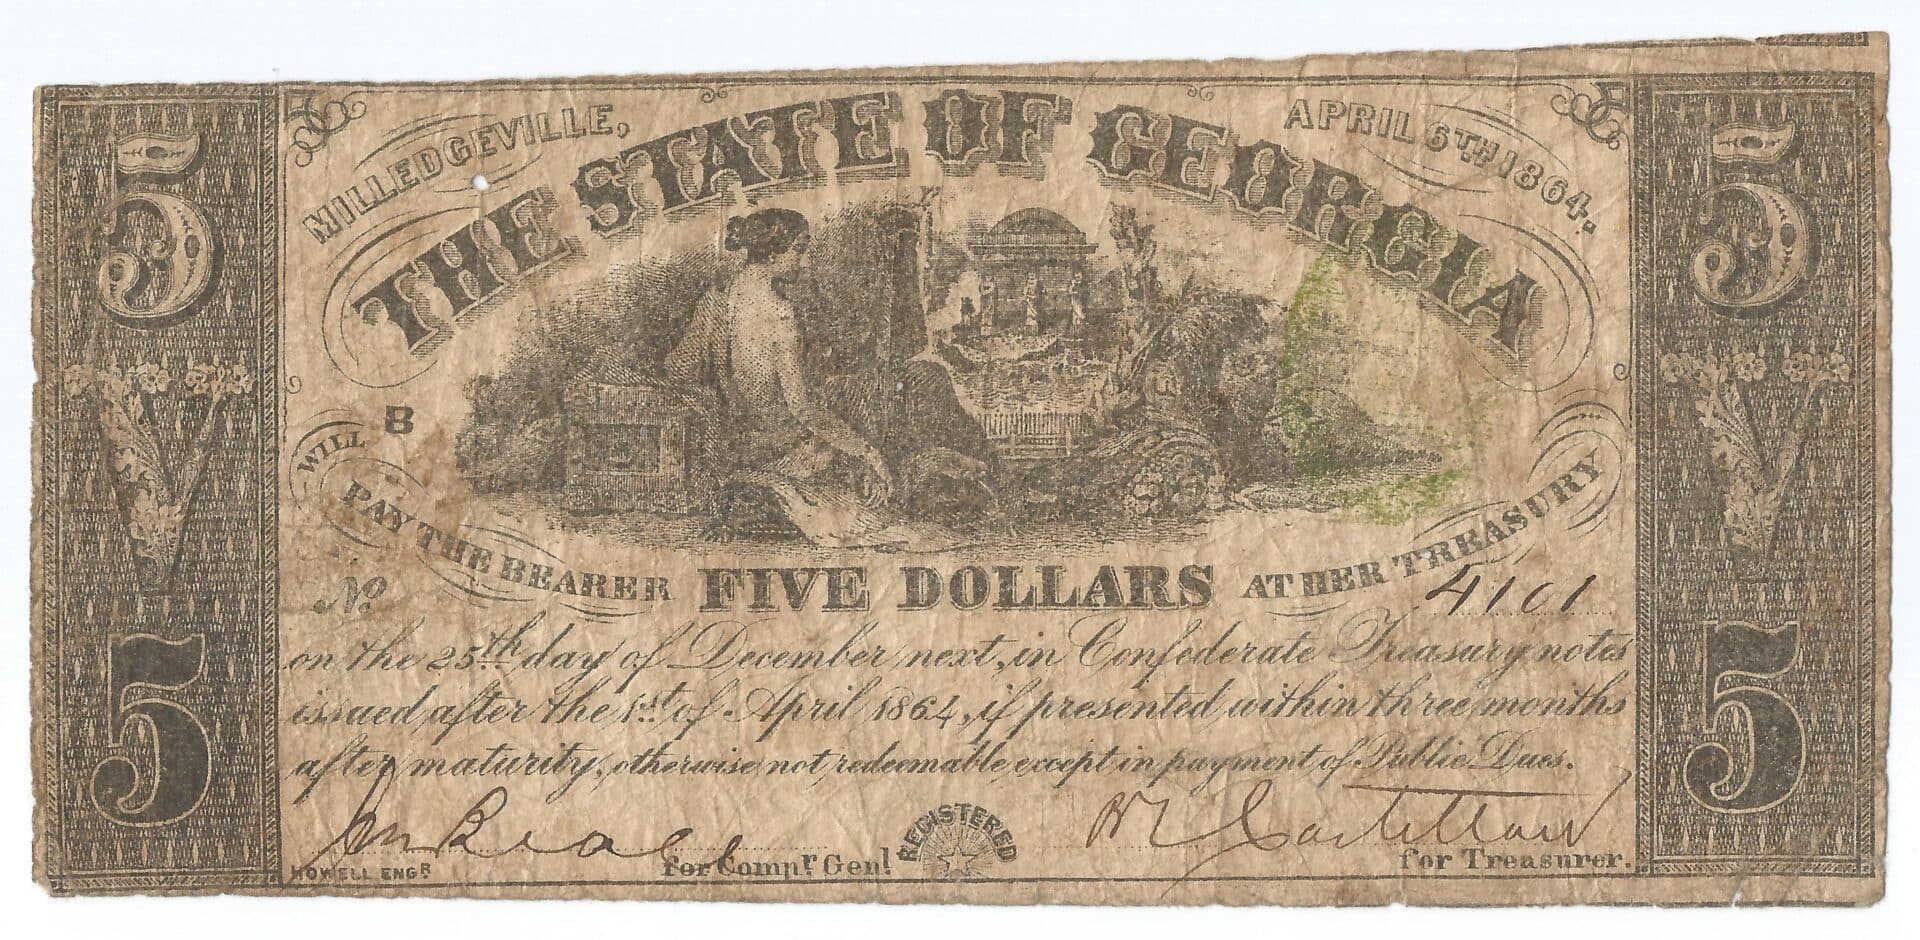 MILLEDGEVILLE,
APRIL 6TH 1864.
THE STATE OF GEORGIA
5
5
B
WILL
PAY THE BEARER FIVE DOLLARS AT HER TREASURY
No. 4101
on the 25th day of December next, in Confederate Treasury notes
issued after the 1st of April 1864, if presented within three months
after maturity, otherwise not redeemable except in payment of Public Dues.
5
5
REGISTERED
for Compr. Genl.
for Treasurer.
HOWELL ENGR